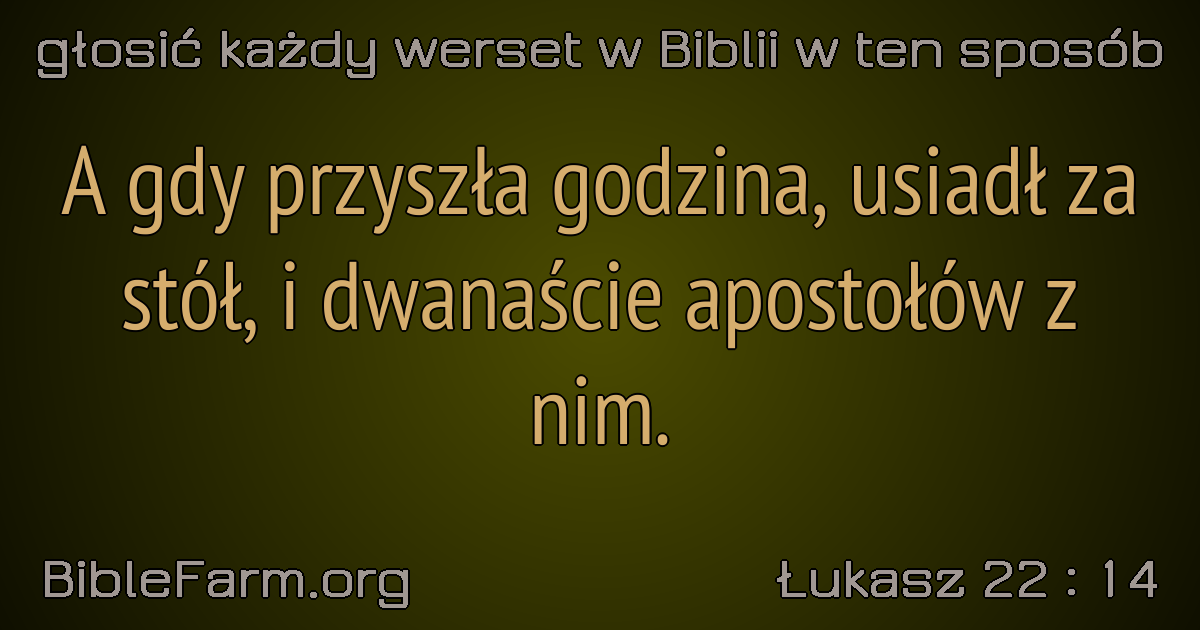 głosić każdy werset w Biblii w ten sposób
A gdy przyszła godzina, usiadł za
stół, i dwanaście apostołów z
nim.
BibleFarm.org
Łukasz 22 : 14